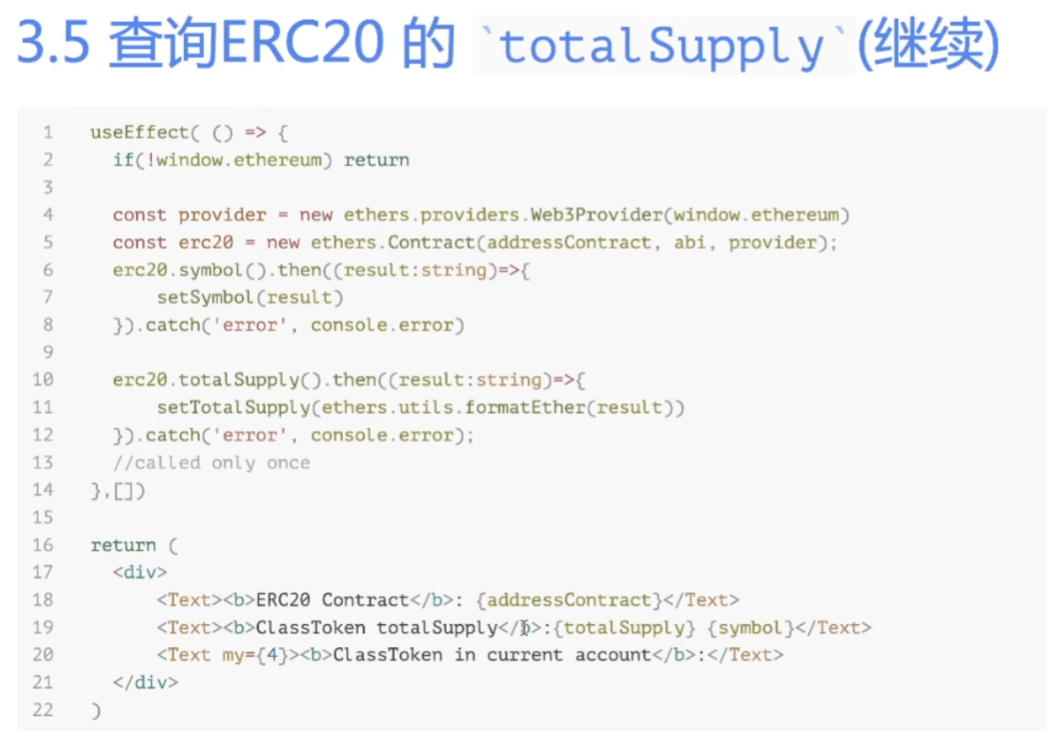 3.5 查询ERC20 的 `totalSupply`(继续)
1 useEffect( () => {
2 if(!window.ethereum) return
3
4 const provider = new ethers.providers.Web3Provider(window.ethereum)
5 const erc20 = new ethers.Contract(addressContract, abi, provider);
6 erc20.symbol().then((result:string)=>{
7 setSymbol(result)
8 }).catch('error', console.error)
9
10 erc20.totalSupply().then((result:string)=>{
11 setTotalSupply(ethers.utils.formatEther(result))
12 }).catch('error', console.error);
13 //called only once
14 },[])
15
16 return (
17 <div>
18 <Text><b>ERC20 Contract</b>: {addressContract}</Text>
19 <Text><b>ClassToken totalSupply</b>:{totalSupply} {symbol}</Text>
20 <Text my={4}><b>ClassToken in current account</b>:</Text>
21 </div>
22 )